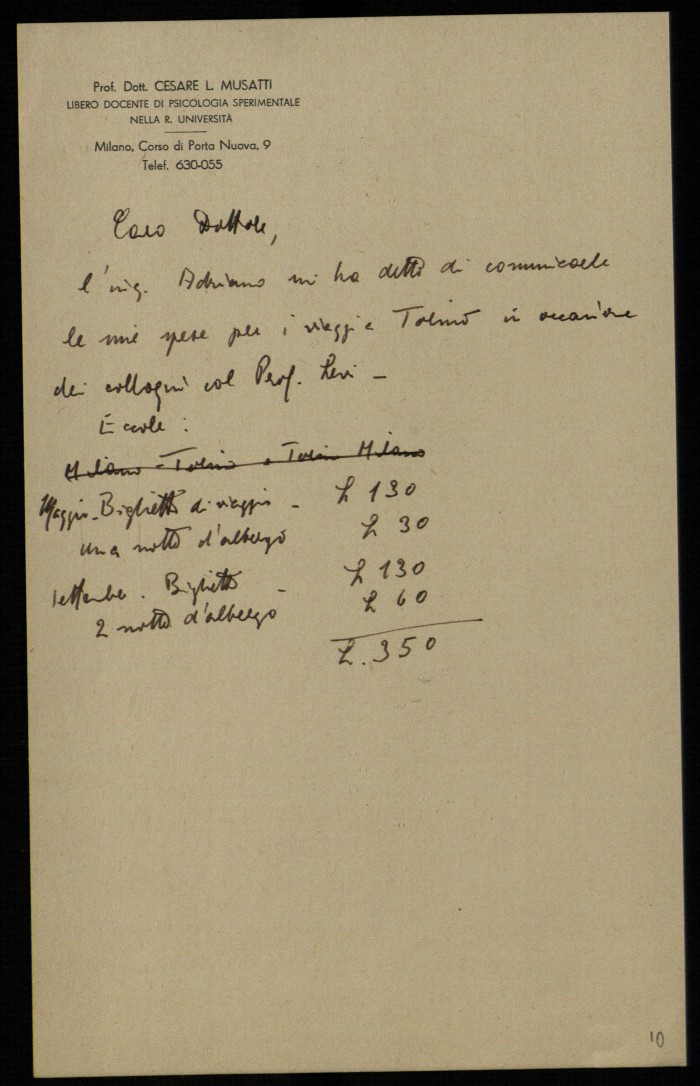 Prof. Dott. CESARE L. MUSATTI
LIBERO DOCENTE DI PSICOLOGIA SPERIMENTALE
NELLA R. UNIVERSITÀ
Milano, Corso di Porta Nuova, 9
Telef. 630-055
Caro Dottore,
l'ing. Adriano mi ha detto di comunicarle
le mie spese per i viaggi a Torino in occasione
dei colloqui col Prof. Levi –
Eccole:
Milano - Torino e Torino Milano
Maggio - Biglietto di viaggio – L 130
una notte d'albergo L 30
settembre. Biglietto – L 130
2 notti d'albergo L 60
L. 350
10